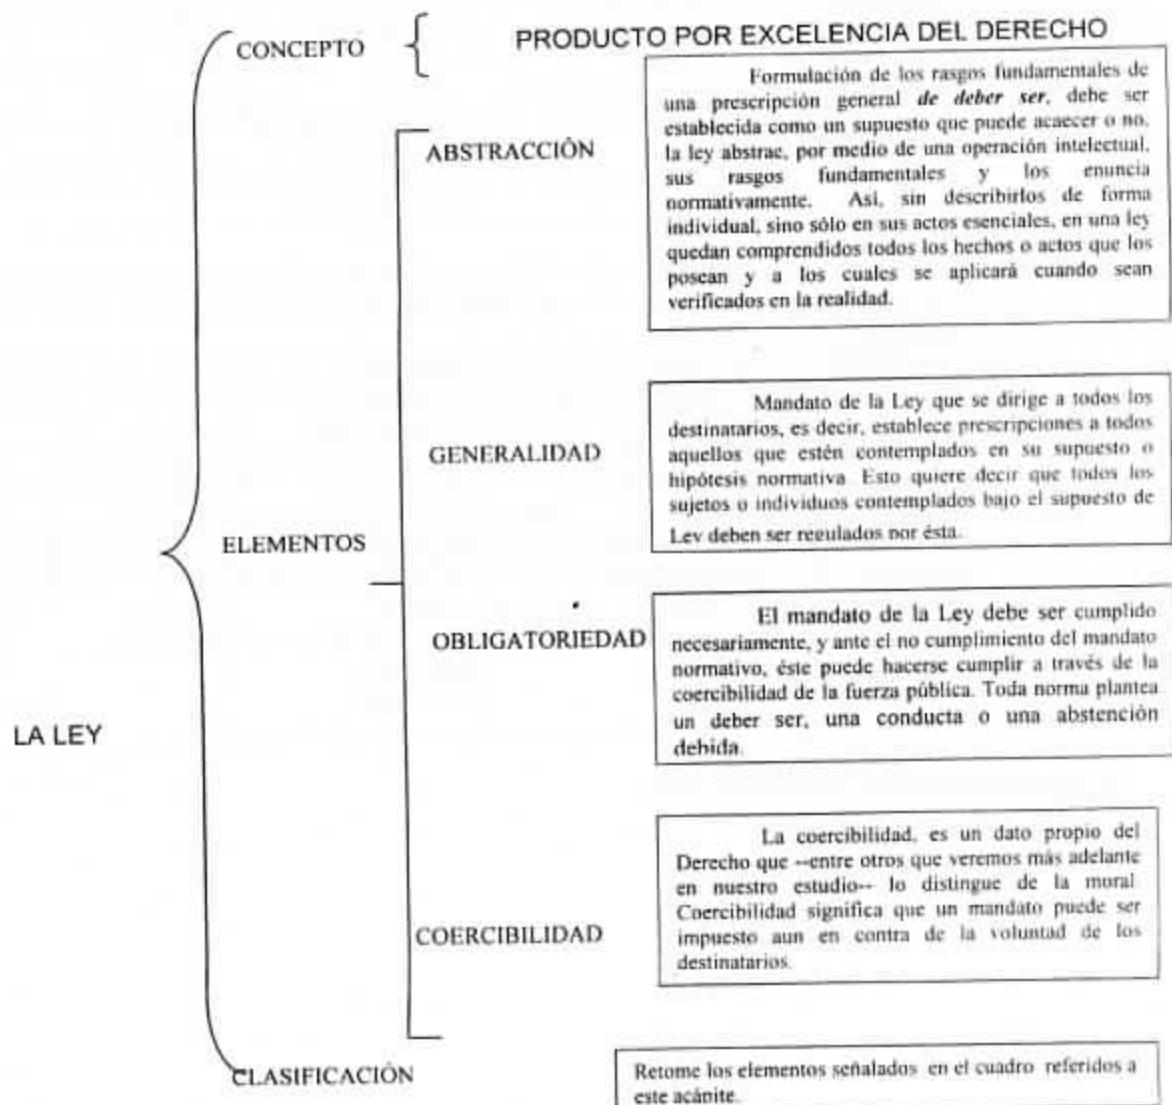 CONCEPTO
PRODUCTO POR EXCELENCIA DEL DERECHO
ABSTRACCIÓN
Formulación de los rasgos fundamentales de
una prescripción general de deber ser, debe ser
establecida como un supuesto que puede acaecer o no,
la ley abstrae, por medio de una operación intelectual,
sus rasgos fundamentales y los enuncia
normativamente. Así, sin describirlos de forma
individual, sino sólo en sus actos esenciales, en una ley
quedan comprendidos todos los hechos o actos que los
posean y a los cuales se aplicará cuando sean
verificados en la realidad.
GENERALIDAD
Mandato de la Ley que se dirige a todos los
destinatarios, es decir, establece prescripciones a todos
aquellos que estén contemplados en su supuesto o
hipótesis normativa. Esto quiere decir que todos los
sujetos o individuos contemplados bajo el supuesto de
Ley deben ser regulados por ésta.
ELEMENTOS
OBLIGATORIEDAD
El mandato de la Ley debe ser cumplido
necesariamente, y ante el no cumplimiento del mandato
normativo, éste puede hacerse cumplir a través de la
coercibilidad de la fuerza pública. Toda norma plantea
un deber ser, una conducta o una abstención
debida.
LA LEY
COERCIBILIDAD
La coercibilidad, es un dato propio del
Derecho que --entre otros que veremos más adelante
en nuestro estudio-- lo distingue de la moral.
Coercibilidad significa que un mandato puede ser
impuesto aun en contra de la voluntad de los
destinatarios.
CLASIFICACIÓN
Retome los elementos señalados en el cuadro referidos a
este acápite.